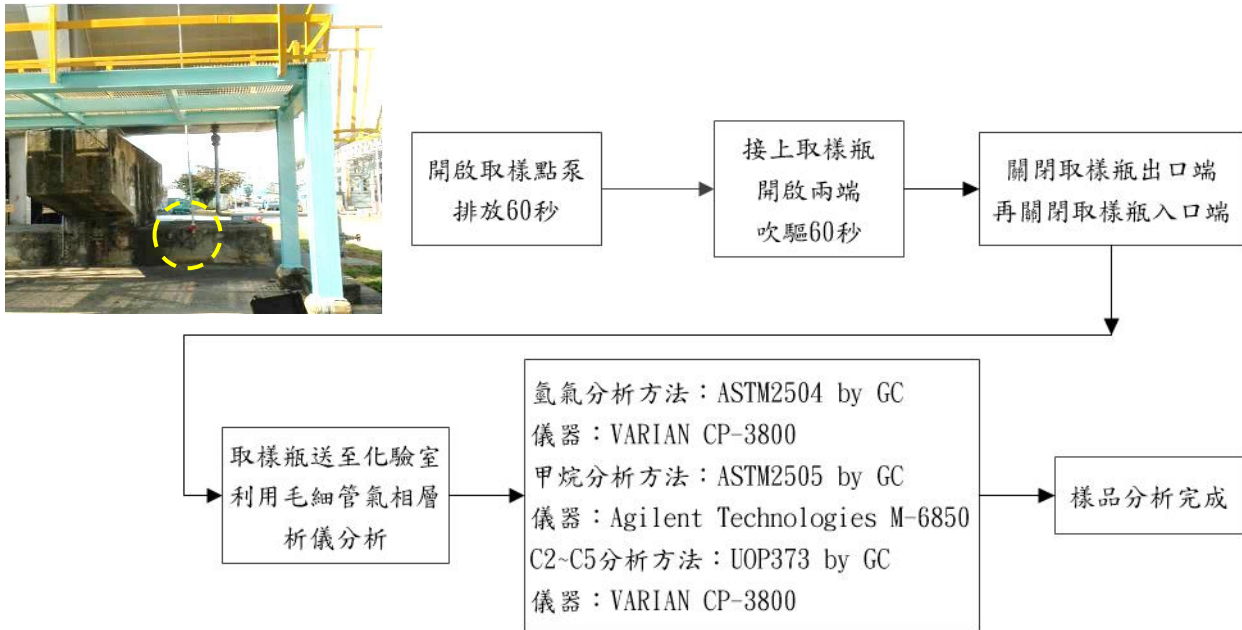 開啟取樣點泵
排放60秒
接上取樣瓶
開啟兩端
吹驅60秒
關閉取樣瓶出口端
再關閉取樣瓶入口端
取樣瓶送至化驗室
利用毛細管氣相層
析儀分析
氫氣分析方法：ASTM2504 by GC
儀器：VARIAN CP-3800
甲烷分析方法：ASTM2505 by GC
儀器：Agilent Technologies M-6850
C2~C5分析方法：UOP373 by GC
儀器：VARIAN CP-3800
樣品分析完成